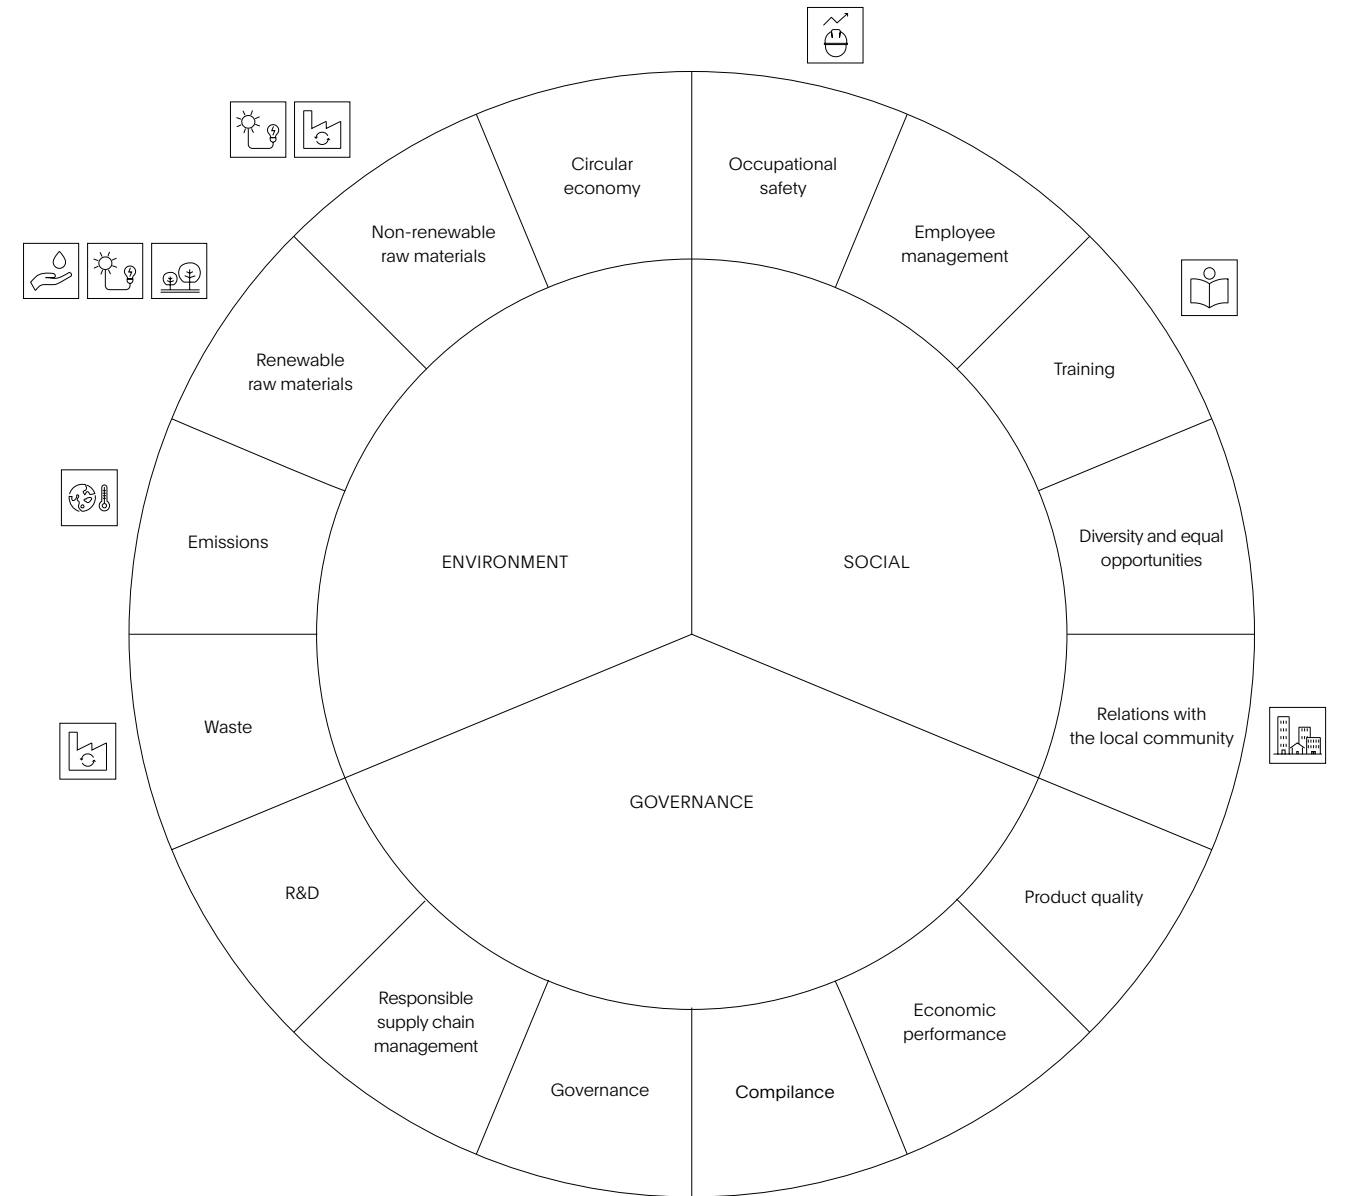 Circular
economy
Occupational
safety
Non-renewable
raw materials
Employee
management
Renewable
raw materials
Training
Emissions
Diversity and equal
opportunities
ENVIRONMENT
SOCIAL
Waste
Relations with
the local community
GOVERNANCE
R&D
Product quality
Responsible
supply chain
management
Economic
performance
Governance
Compilance